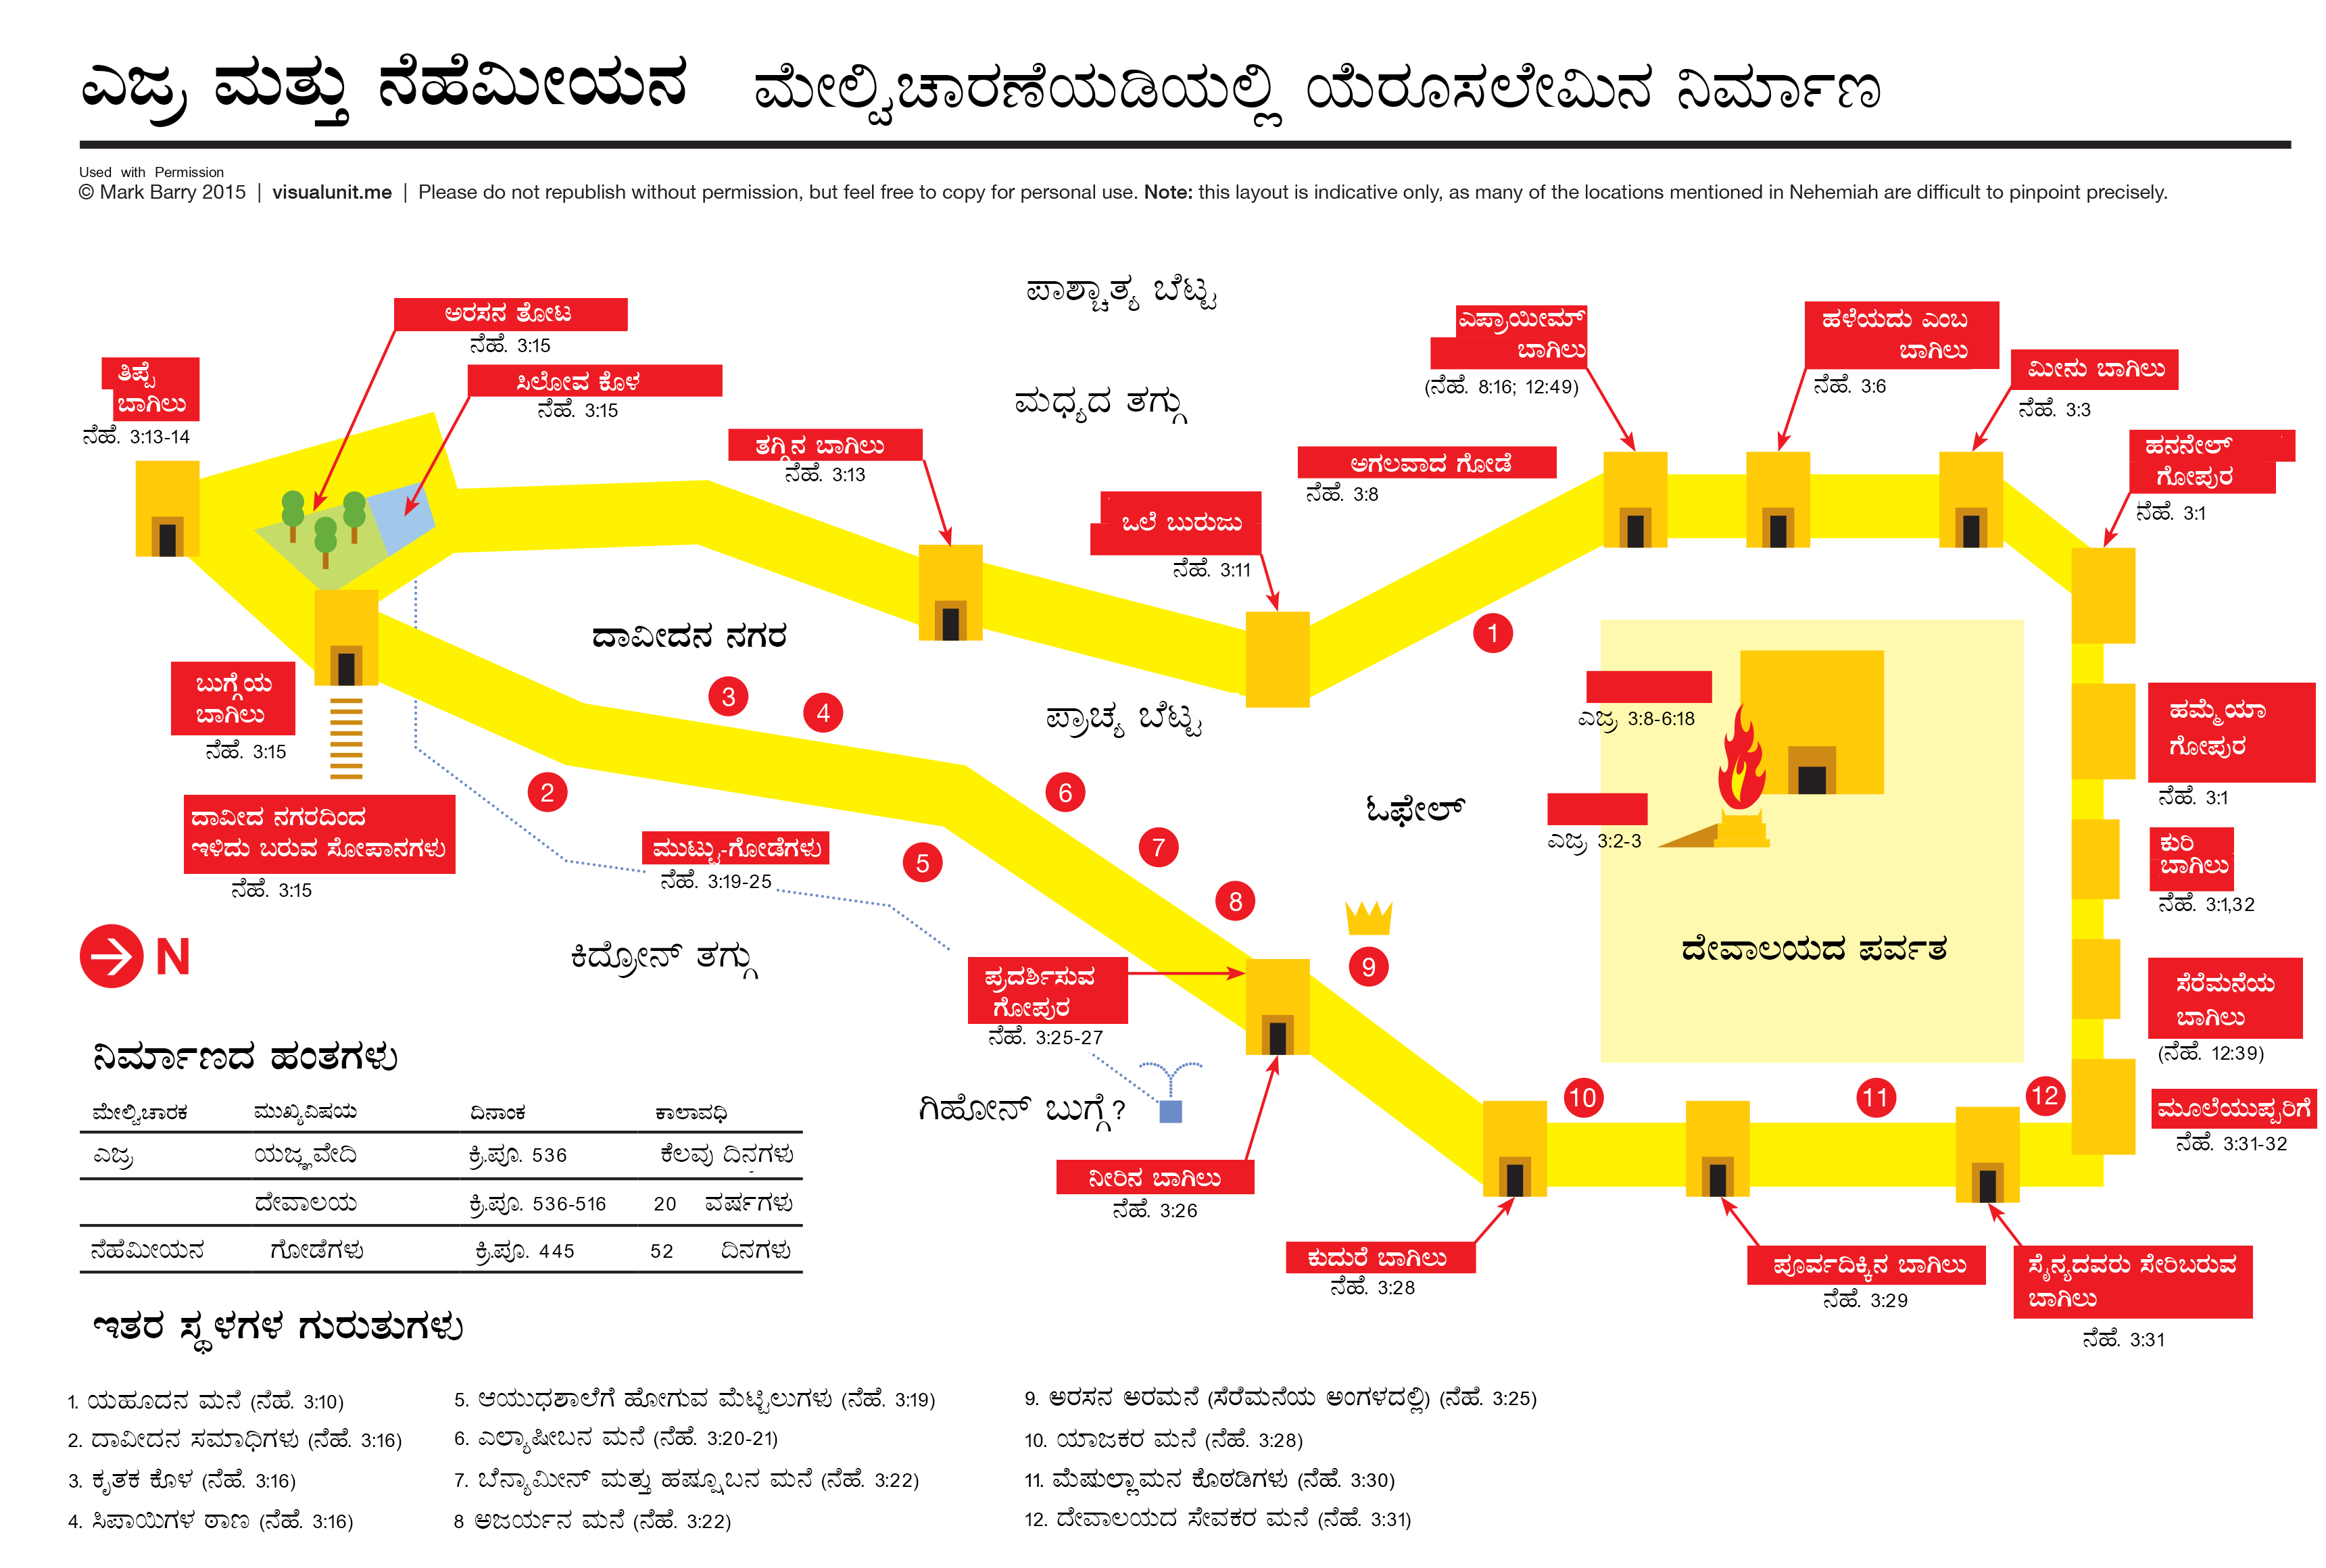 ಎಜ್ರ ಮತ್ತು ನೆಹೆಮೀಯನ ಮೇಲ್ವಿಚಾರಣೆಯಡಿಯಲ್ಲಿ ಯೆರೂಸಲೇಮಿನ ನಿರ್ಮಾಣ
Used with Permission
© Mark Barry 2015 | visualunit.me | Please do not republish without permission, but feel free to copy for personal use. Note: this layout is indicative only, as many of the locations mentioned in Nehemiah are difficult to pinpoint precisely.
ಪಾಶ್ಚಾತ್ಯ ಬೆಟ್ಟ
ಮಧ್ಯದ ತಗ್ಗು
ಅರಸನ ತೋಟ
ನೆಹೆ. 3:15
ಸಿಲೋವ ಕೊಳ
ನೆಹೆ. 3:15
ತಿಪ್ಪೆ
ಬಾಗಿಲು
ನೆಹೆ. 3:13-14
ತಗ್ಗಿನ ಬಾಗಿಲು
ನೆಹೆ. 3:13
ಒಲೆ ಬುರುಜು
ನೆಹೆ. 3:11
ಅಗಲವಾದ ಗೋಡೆ
ನೆಹೆ. 3:8
ಎಫ್ರಾಯೀಮ್
ಬಾಗಿಲು
(ನೆಹೆ. 8:16; 12:49)
ಹಳೆಯದು ಎಂಬ
ಬಾಗಿಲು
ನೆಹೆ. 3:6
ಮೀನು ಬಾಗಿಲು
ನೆಹೆ. 3:3
ಹನನೇಲ್
ಗೋಪುರ
ನೆಹೆ. 3:1
ದಾವೀದನ ನಗರ
1
3
4
ಪ್ರಾಚ್ಯ ಬೆಟ್ಟ
ಎಜ್ರ 3:8-6:18
ಹಮ್ಮೆಯಾ
ಗೋಪುರ
ನೆಹೆ. 3:1
ಬುಗ್ಗೆಯ
ಬಾಗಿಲು
ನೆಹೆ. 3:15
2
6
ಓಫೇಲ್
ಎಜ್ರ 3:2-3
ದಾವೀದ ನಗರದಿಂದ
ಇಳಿದು ಬರುವ ಸೋಪಾನಗಳು
ನೆಹೆ. 3:15
ಮುಟ್ಟು-ಗೋಡೆಗಳು
ನೆಹೆ. 3:19-25
5
7
8
ಕುರಿ
ಬಾಗಿಲು
ನೆಹೆ. 3:1,32
N
ಕಿದ್ರೋನ್ ತಗ್ಗು
9
ದೇವಾಲಯದ ಪರ್ವತ
ಪ್ರದರ್ಶಿಸುವ
ಗೋಪುರ
ನೆಹೆ. 3:25-27
ಸೆರೆಮನೆಯ
ಬಾಗಿಲು
(ನೆಹೆ. 12:39)
ಗಿಹೋನ್ ಬುಗ್ಗೆ?
10
11
12
ಮೂಲೆಯುಪ್ಪರಿಗೆ
ನೆಹೆ. 3:31-32
ನೀರಿನ ಬಾಗಿಲು
ನೆಹೆ. 3:26
ಕುದುರೆ ಬಾಗಿಲು
ನೆಹೆ. 3:28
ಪೂರ್ವದಿಕ್ಕಿನ ಬಾಗಿಲು
ನೆಹೆ. 3:29
ಸೈನ್ಯದವರು ಸೇರಿಬರುವ
ಬಾಗಿಲು
ನೆಹೆ. 3:31
ನಿರ್ಮಾಣದ ಹಂತಗಳು
ಮೇಲ್ವಿಚಾರಕ ಮುಖ್ಯವಿಷಯ ದಿನಾಂಕ ಕಾಲಾವಧಿ
ಎಜ್ರ ಯಜ್ಞವೇದಿ ಕ್ರಿ.ಪೂ. 536 ಕೆಲವು ದಿನಗಳು
ದೇವಾಲಯ ಕ್ರಿ.ಪೂ. 536-516 20 ವರ್ಷಗಳು
ನೆಹೆಮೀಯನ ಗೋಡೆಗಳು ಕ್ರಿ.ಪೂ. 445 52 ದಿನಗಳು
ಇತರ ಸ್ಥಳಗಳ ಗುರುತುಗಳು
1. ಯಹೂದನ ಮನೆ (ನೆಹೆ. 3:10)
2. ದಾವೀದನ ಸಮಾಧಿಗಳು (ನೆಹೆ. 3:16)
3. ಕೃತಕ ಕೊಳ (ನೆಹೆ. 3:16)
4. ಸಿಪಾಯಿಗಳ ಠಾಣ (ನೆಹೆ. 3:16)
5. ಆಯುಧಶಾಲೆಗೆ ಹೋಗುವ ಮೆಟ್ಟಿಲುಗಳು (ನೆಹೆ. 3:19)
6. ಎಲ್ಯಾಷೀಬನ ಮನೆ (ನೆಹೆ. 3:20-21)
7. ಬೆನ್ಯಾಮೀನ್ ಮತ್ತು ಹಷ್ಷೂಬನ ಮನೆ (ನೆಹೆ. 3:22)
8 ಅಜರ್ಯನ ಮನೆ (ನೆಹೆ. 3:22)
9. ಅರಸನ ಅರಮನೆ (ಸೆರೆಮನೆಯ ಅಂಗಳದಲ್ಲಿ) (ನೆಹೆ. 3:25)
10. ಯಾಜಕರ ಮನೆ (ನೆಹೆ. 3:28)
11. ಮೆಷುಲ್ಲಾಮನ ಕೊಠಡಿಗಳು (ನೆಹೆ. 3:30)
12. ದೇವಾಲಯದ ಸೇವಕರ ಮನೆ (ನೆಹೆ. 3:31)